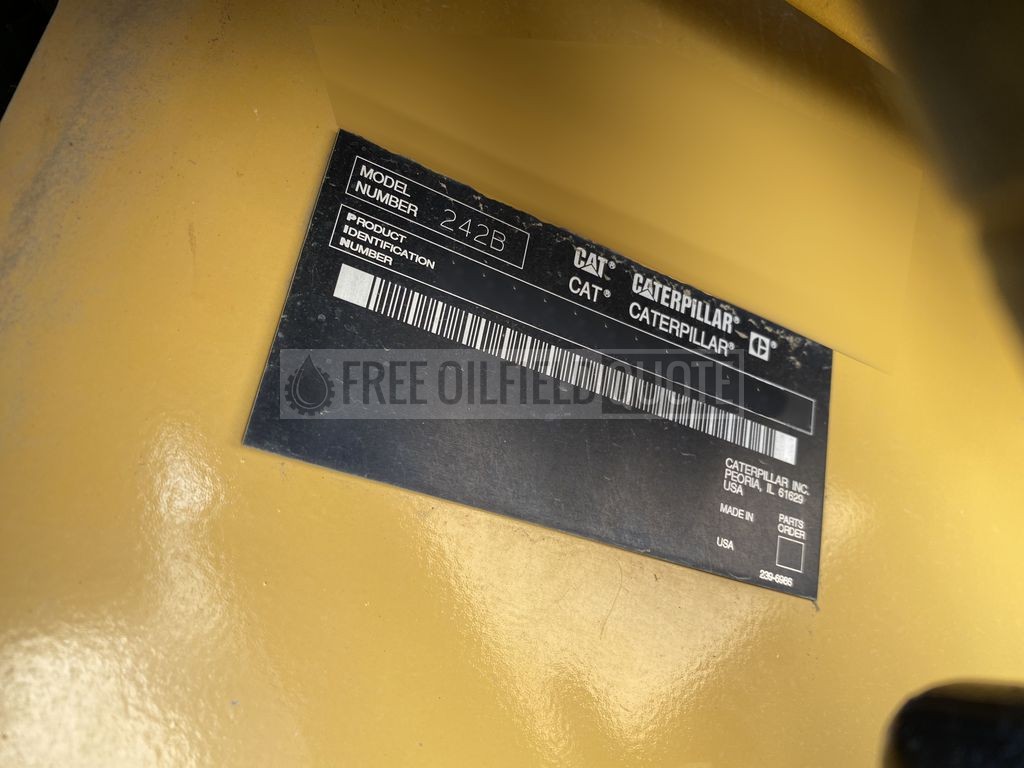 MODEL
NUMBER 242B
PRODUCT
IDENTIFICATION
NUMBER
CAT® CATERPILLAR®
CAT® CATERPILLAR®
FREE OILFIELD QUOTE
CATERPILLAR INC.
PEORIA, IL 61629
USA
MADE IN
USA
PARTS
ORDER
239-6965